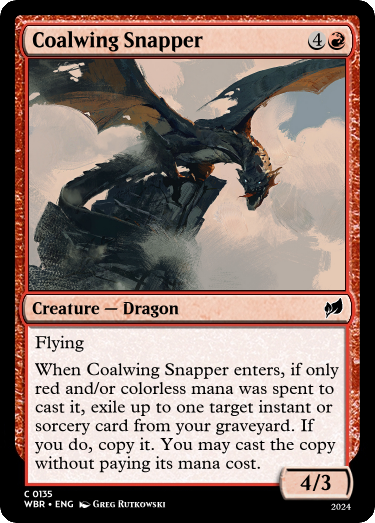 Coalwing Snapper 4
Creature — Dragon
Flying
When Coalwing Snapper enters, if only
red and/or colorless mana was spent to
cast it, exile up to one target instant or
sorcery card from your graveyard. If
you do, copy it. You may cast the copy
without paying its mana cost.
4/3
C 0135
WBR • ENG Greg Rutkowski
2024